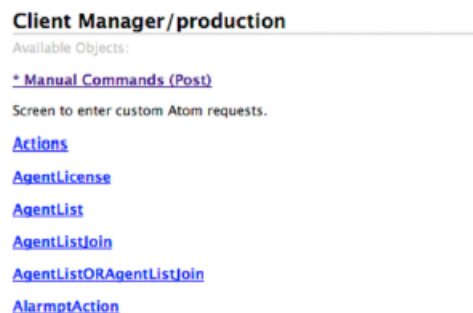 Client Manager/production
Available Objects:
* Manual Commands (Post)
Screen to enter custom Atom requests.
Actions
AgentLicense
AgentList
AgentListJoin
AgentListORAgentListJoin
AlarmptAction